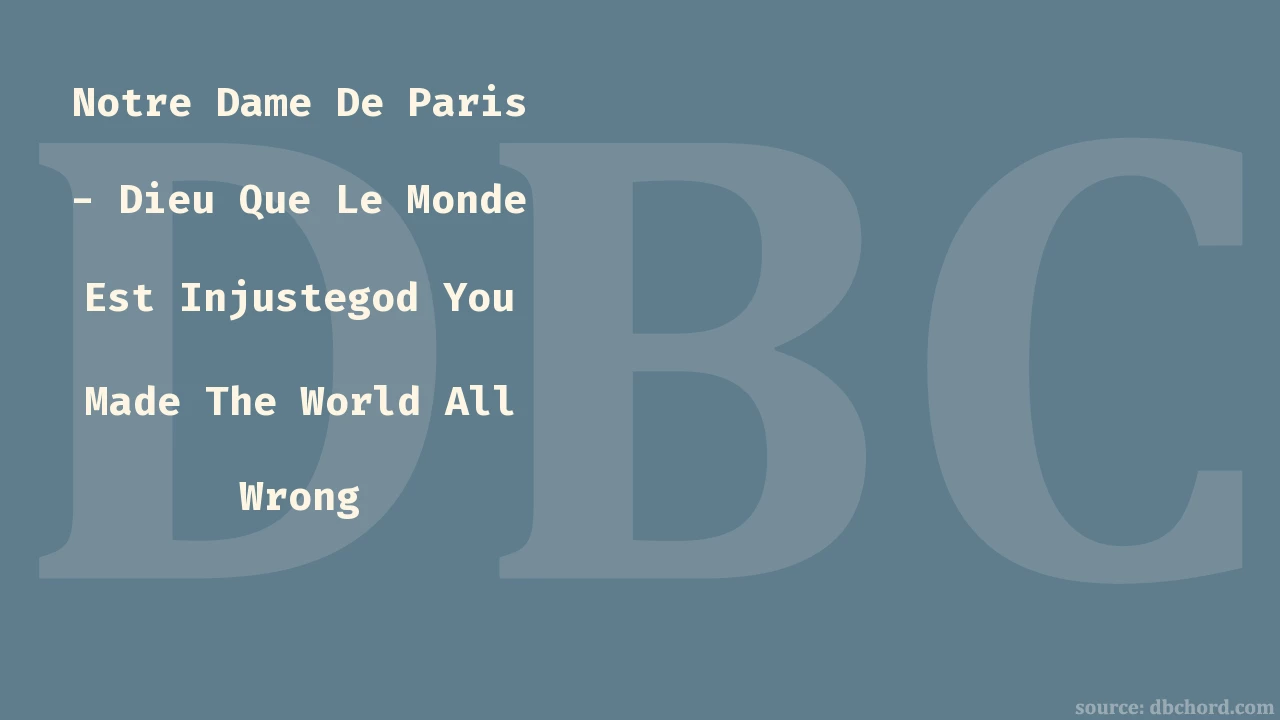 Notre Dame De Paris
- Dieu Que Le Monde
Est Injustegod You
Made The World All
Wrong
DBC
source: dbchord.com